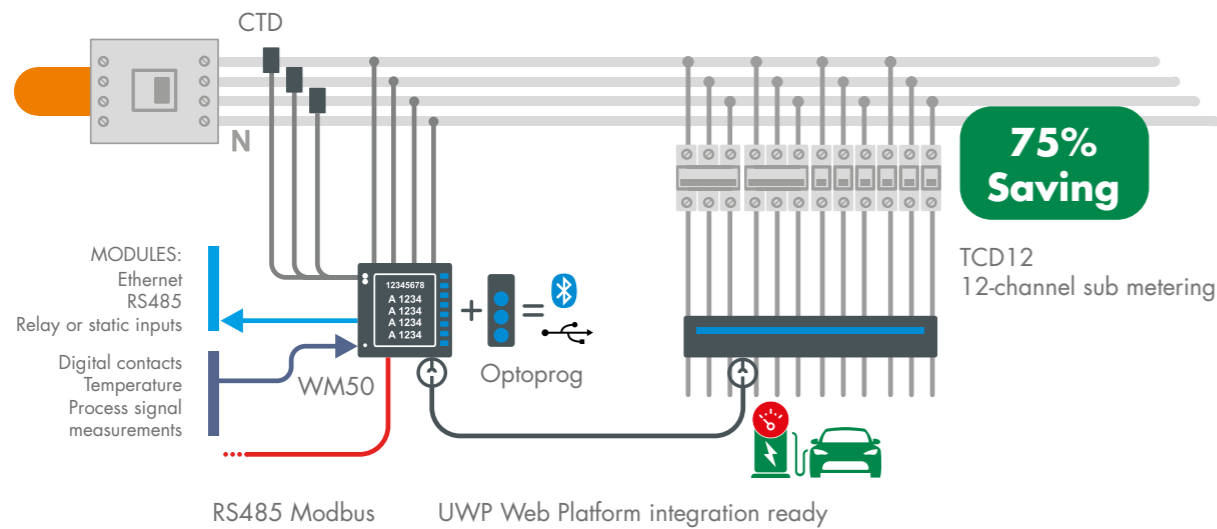 CTD
N
75%
Saving
MODULES:
Ethernet
RS485
Relay or static inputs
12345678
A 1234
A 1234
A 1234
A 1234
+
=
TCD12
12-channel sub metering
Digital contacts
Temperature
Process signal
measurements
WM50
Optoprog
RS485 Modbus
UWP Web Platform integration ready